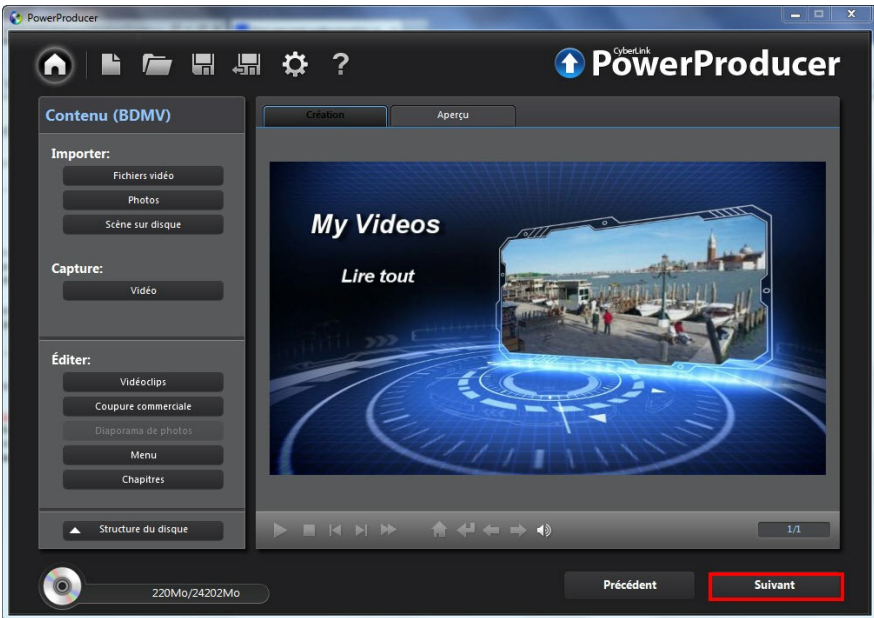 PowerProducer
CyberLink
PowerProducer
Contenu (BDMV)
Importer:
Fichiers vidéo
Photos
Scène sur disque
Capture:
Vidéo
Éditer:
Vidéoclips
Coupure commerciale
Diaporama de photos
Menu
Chapitres
Structure du disque
220Mo/24202Mo
Création
Aperçu
My Videos
Lire tout
1/1
Précédent
Suivant